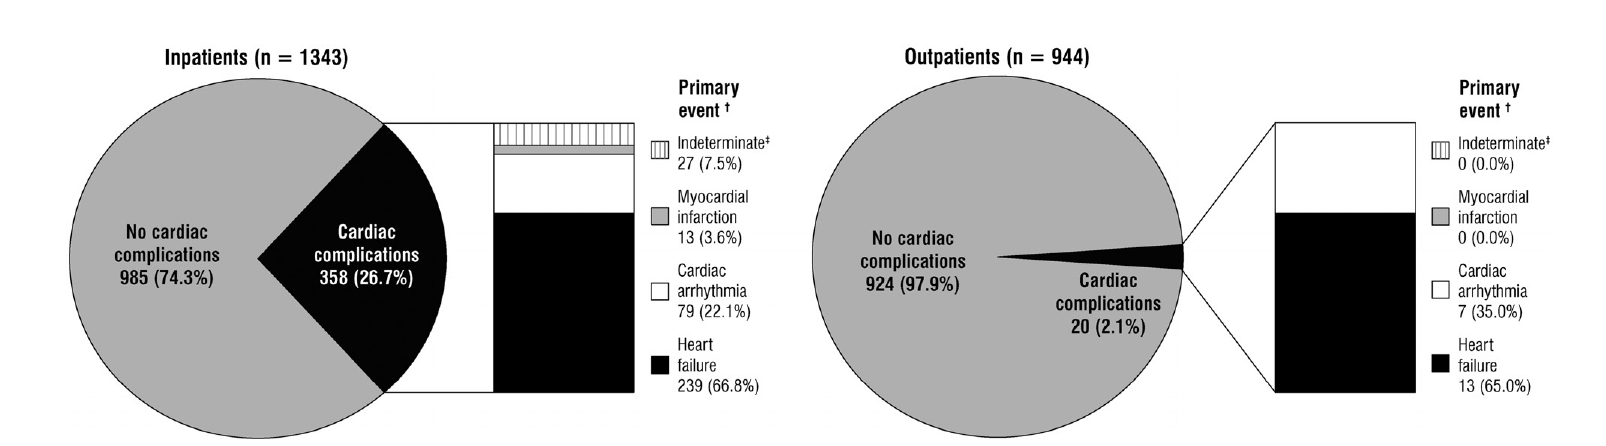 Inpatients (n = 1343)
No cardiac
complications
985 (74.3%)
Cardiac
complications
358 (26.7%)
Primary
event †
Indeterminate‡
27 (7.5%)
Myocardial
infarction
13 (3.6%)
Cardiac
arrhythmia
79 (22.1%)
Heart
failure
239 (66.8%)
Outpatients (n = 944)
No cardiac
complications
924 (97.9%)
Cardiac
complications
20 (2.1%)
Primary
event †
Indeterminate‡
0 (0.0%)
Myocardial
infarction
0 (0.0%)
Cardiac
arrhythmia
7 (35.0%)
Heart
failure
13 (65.0%)